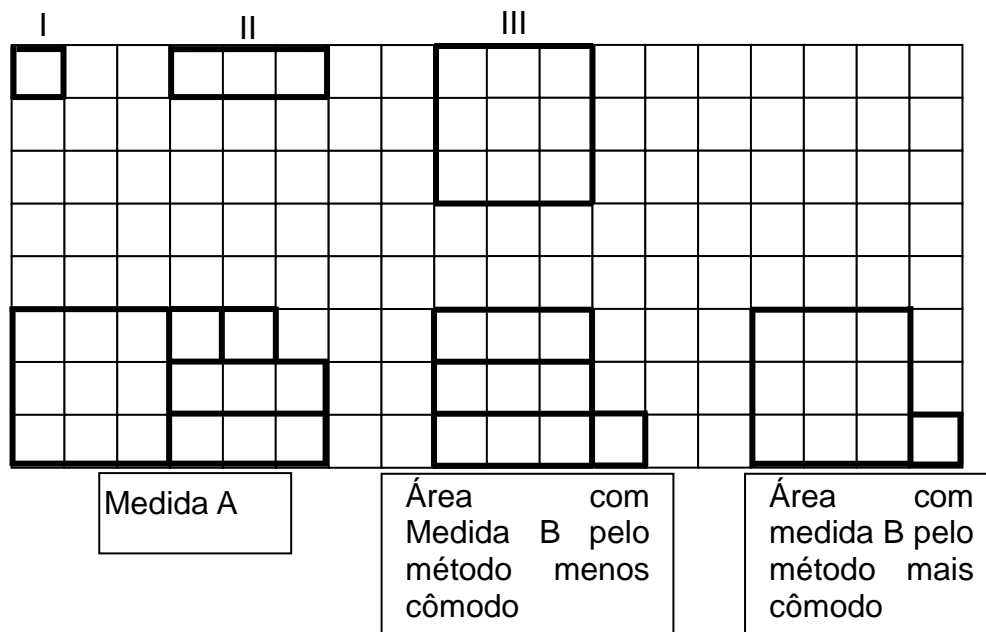 I II III
Medida A
Área com
Medida B pelo
método menos
cômodo
Área com
medida B pelo
método mais
cômodo